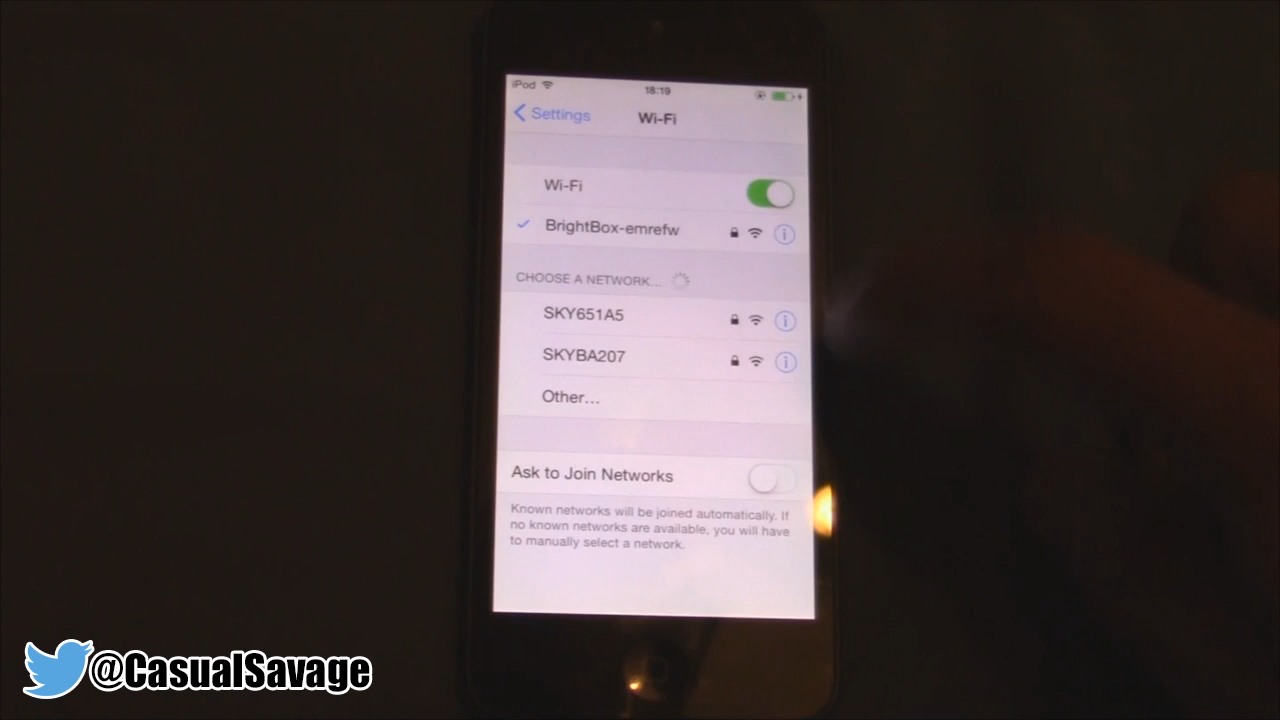 iPod
18:19
Settings
Wi-Fi
Wi-Fi
BrightBox-emrefw
CHOOSE A NETWORK...
SKY651A5
SKYBA207
Other...
Ask to Join Networks
Known networks will be joined automatically. If
no known networks are available, you will have
to manually select a network.
@CasualSavage